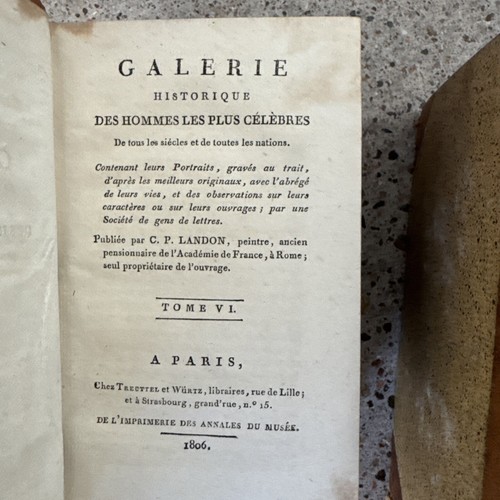 GALERIE
HISTORIQUE
DES HOMMES LES PLUS CÉLÈBRES
De tous les siécles et de toutes les nations.
Contenant leurs Portraits, gravés au trait,
d'après les meilleurs originaux, avec l'abrégé
de leurs vies, et des observations sur leurs
caractères ou sur leurs ouvrages; par une
Société de gens de lettres.
Publiée par C. P. LANDON, peintre, ancien
pensionnaire de l'Académie de France, à Rome;
seul propriétaire de l'ouvrage.
TOME VI.
A PARIS,
Chez TREUTTEL et WÜRTZ, libraires, rue de Lille;
et à Strasbourg, grand'rue, n.º 15.
DE L'IMPRIMERIE DES ANNALES DU MUSÉE.
1806.